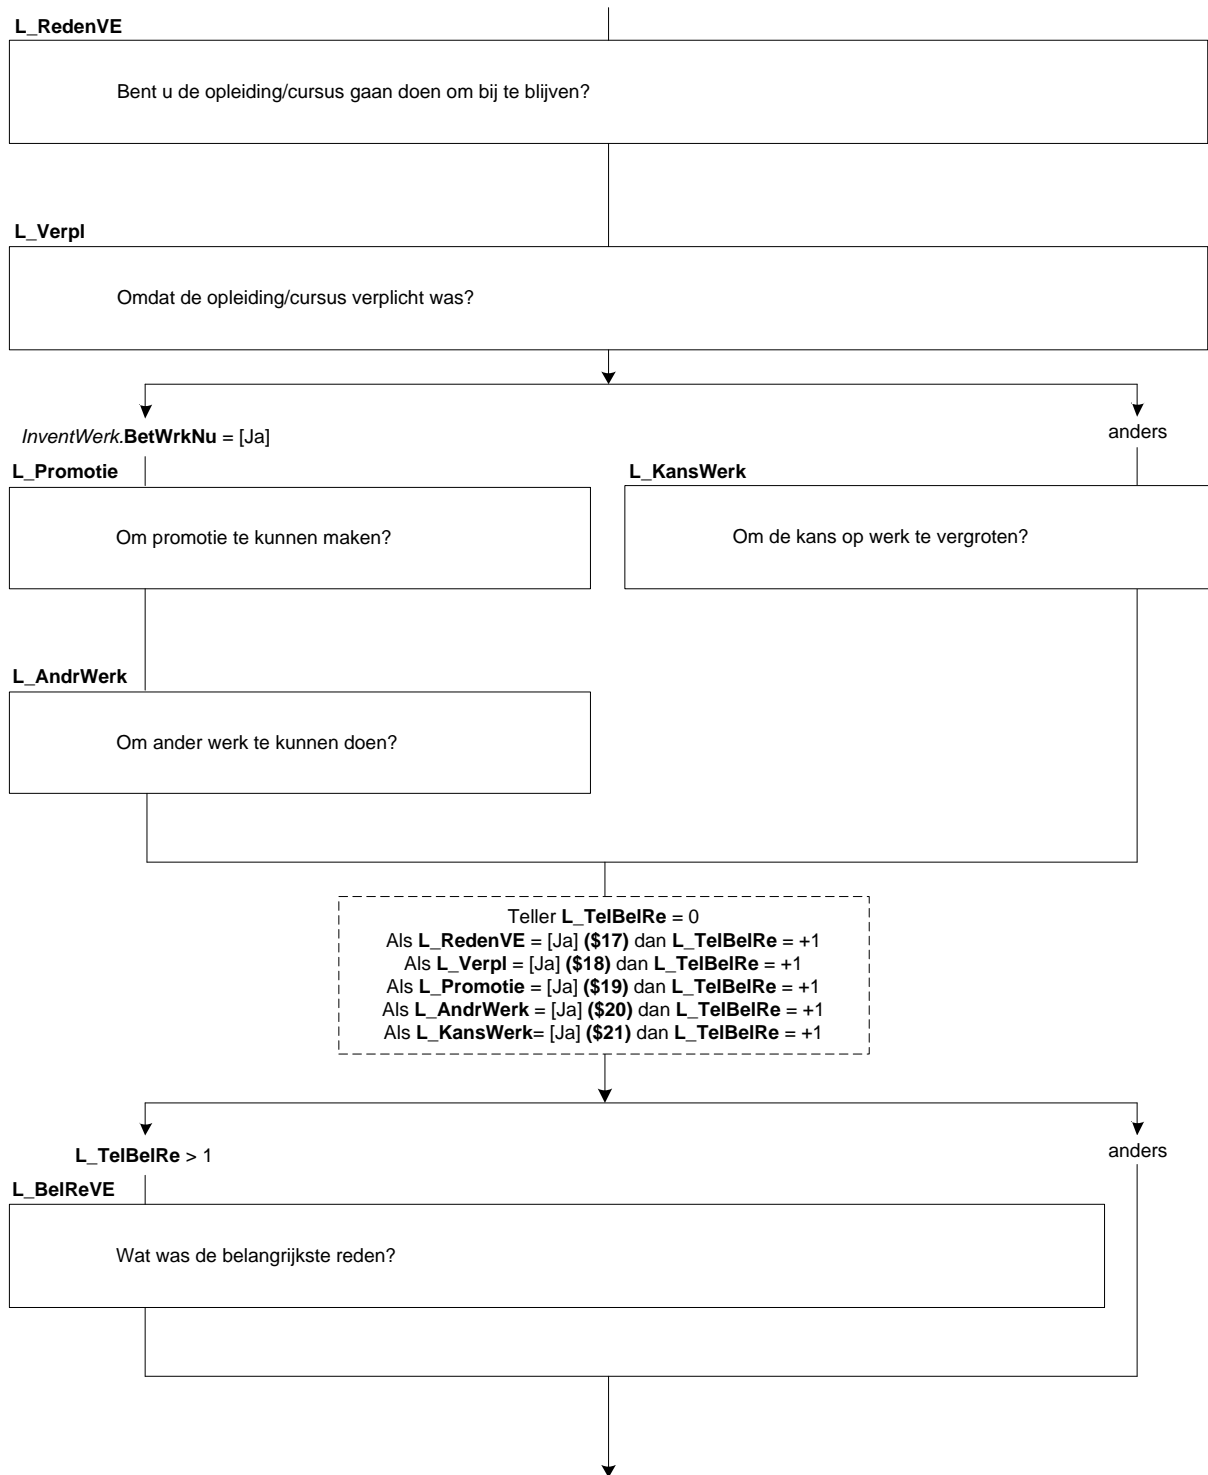 L_RedenVE
Bent u de opleiding/cursus gaan doen om bij te blijven?
L_Verpl
Omdat de opleiding/cursus verplicht was?
InventWerk.BetWrkNu = [Ja]
anders
L_Promotie
L_KansWerk
Om promotie te kunnen maken?
Om de kans op werk te vergroten?
L_AndrWerk
Om ander werk te kunnen doen?
Teller L_TelBelRe = 0
Als L_RedenVE = [Ja] ($17) dan L_TelBelRe = +1
Als L_Verpl = [Ja] ($18) dan L_TelBelRe = +1
Als L_Promotie = [Ja] ($19) dan L_TelBelRe = +1
Als L_AndrWerk = [Ja] ($20) dan L_TelBelRe = +1
Als L_KansWerk= [Ja] ($21) dan L_TelBelRe = +1
L_TelBelRe > 1
anders
L_BelReVE
Wat was de belangrijkste reden?